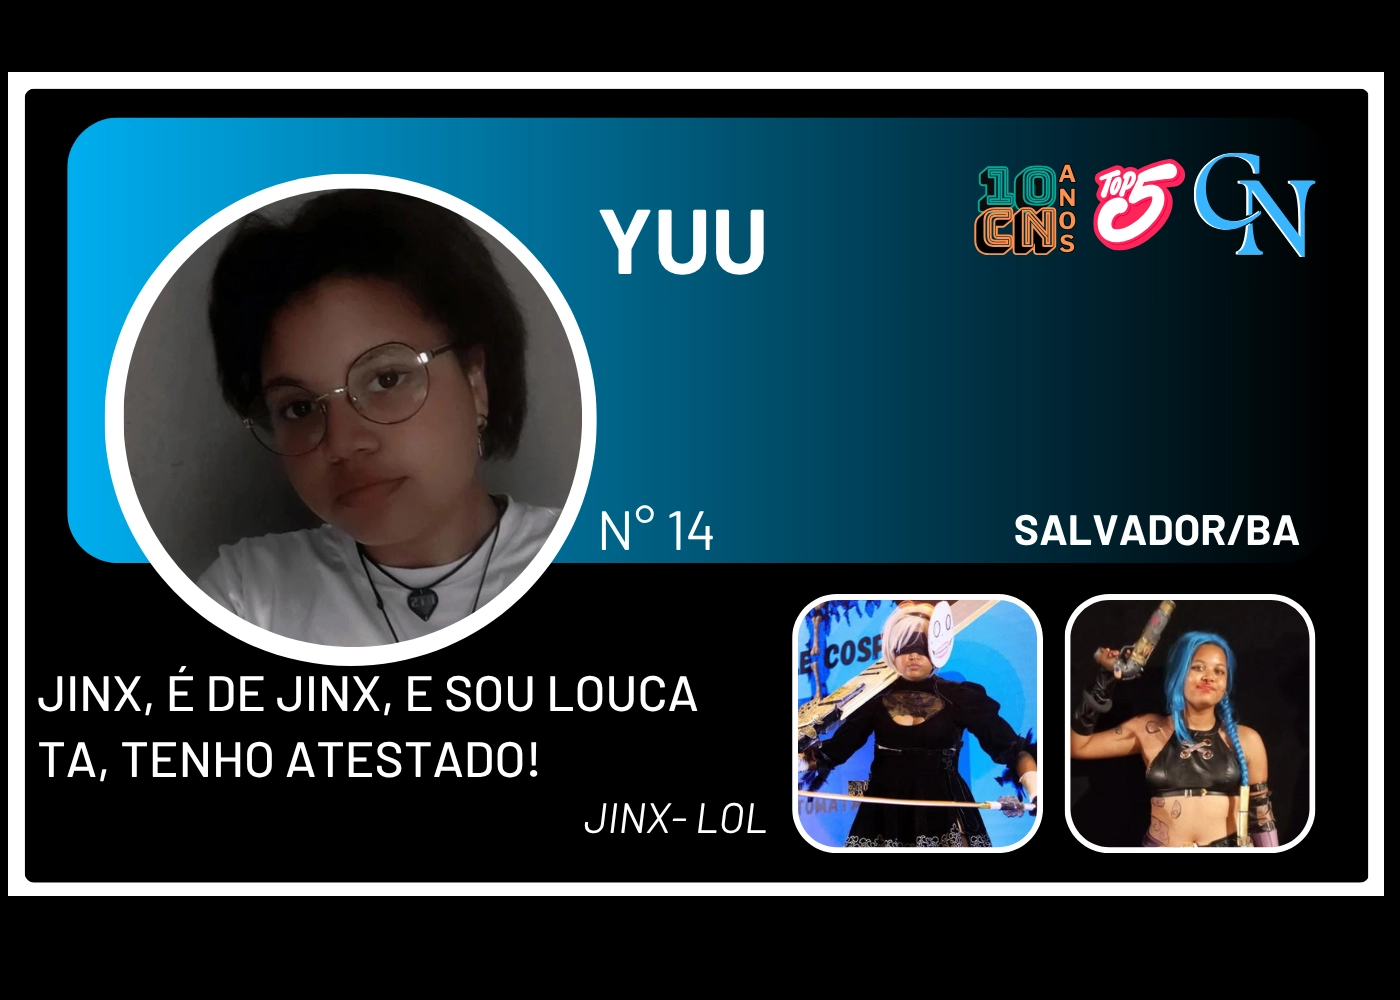 10
CN
ANOS
TOP
5
CN
YUU
N° 14
SALVADOR/BA
JINX, É DE JINX, E SOU LOUCA
TA, TENHO ATESTADO!
JINX- LOL